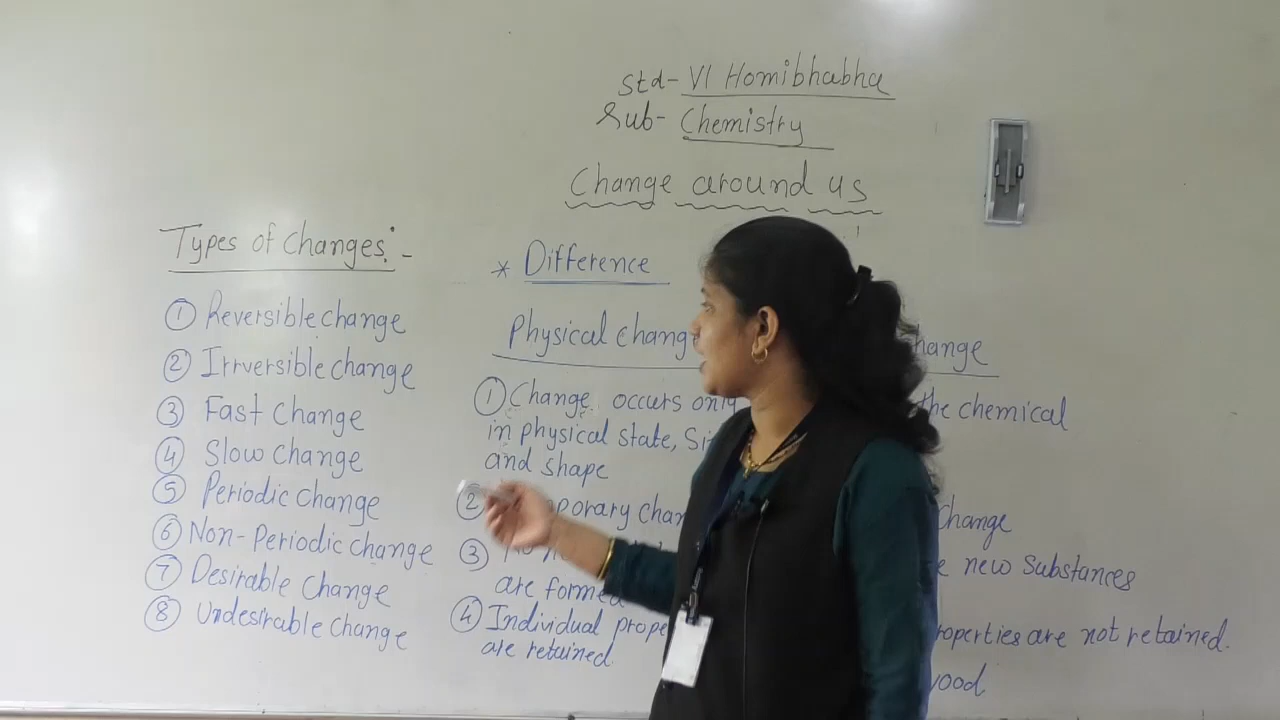 Std- VI Homibhabha
Sub- Chemistry
Change around us
Types of Changes:-
① Reversible change
② Irrversible change
③ Fast Change
④ Slow Change
⑤ Periodic Change
⑥ Non-Periodic change
⑦ Desirable Change
⑧ Undesirable Change
* Difference
Physical chang
① Change occurs only
in physical state, Si
and shape
②
③
are formed
④ Individual prope
are retained.
hange
the chemical
Change
new Substances
roperties are not retained.
wood